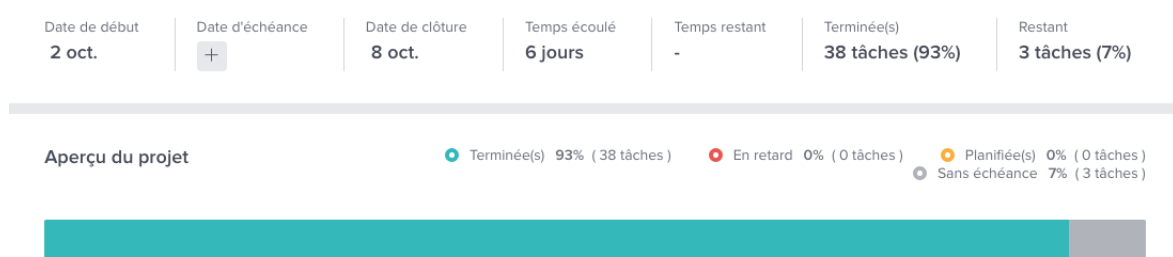 Date de début Date d'échéance Date de clôture Temps écoulé Temps restant Terminée(s) Restant
2 oct. + 8 oct. 6 jours - 38 tâches (93%) 3 tâches (7%)
Aperçu du projet Terminée(s) 93% ( 38 tâches ) En retard 0% ( 0 tâches ) Planifiée(s) 0% ( 0 tâches )
Sans échéance 7% ( 3 tâches )